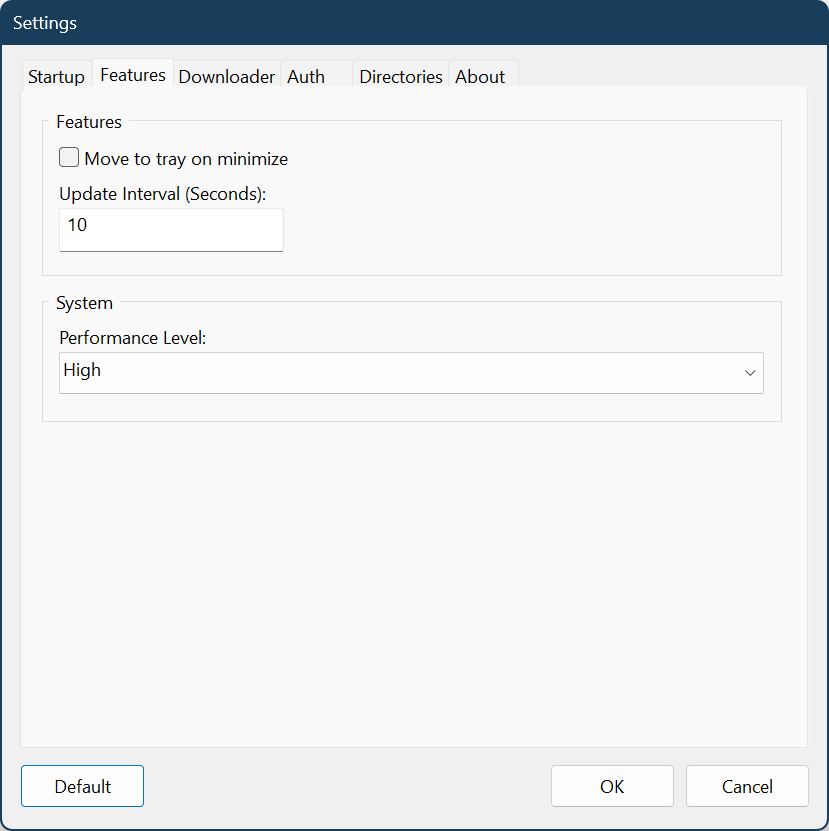 Settings
Startup Features Downloader Auth Directories About
Features
Move to tray on minimize
Update Interval (Seconds):
10
System
Performance Level:
High
Default OK Cancel